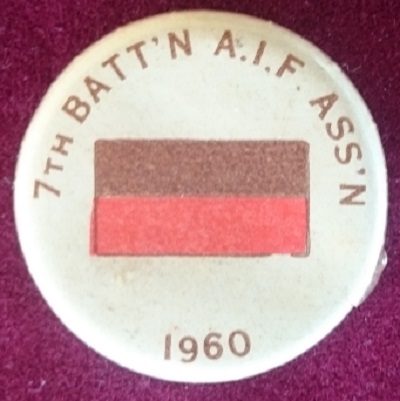 7TH BATT'N A.I.F. ASS'N
1960